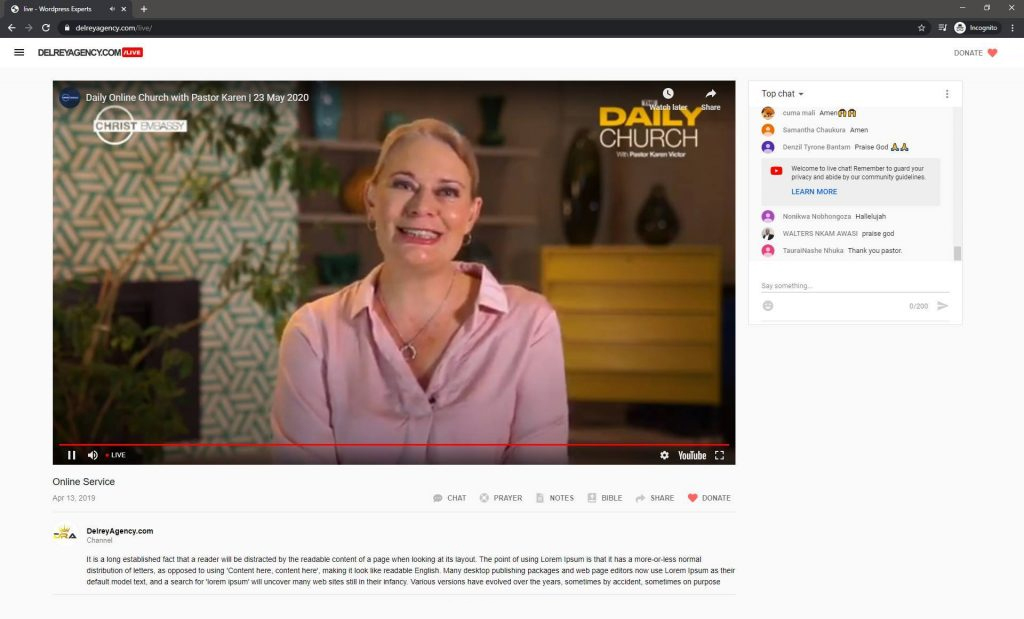 live - Wordpress Experts
delreyagency.com/live/
Incognito
DELREYAGENCY.COM/LIVE
DONATE
Daily Online Church with Pastor Karen | 23 May 2020
Watch later
Share
CHRIST EMBASSY
THE
DAILY
CHURCH
With Pastor Karen Victor
LIVE
YouTube
Top chat
cuma mali Amen
Samantha Chaukura Amen
Denzil Tyrone Bantam Praise God 🙏🙏
Welcome to live chat! Remember to guard your
privacy and abide by our community guidelines.
LEARN MORE
Nonikwa Nobhongoza Hallelujah
WALTERS NKAM AWASI praise god
TauraiNashe Nhuka Thank you pastor.
Say something...
0/200
Online Service
Apr 13, 2019
CHAT PRAYER NOTES BIBLE SHARE DONATE
DRA
DelreyAgency.com
Channel
It is a long established fact that a reader will be distracted by the readable content of a page when looking at its layout. The point of using Lorem Ipsum is that it has a more-or-less normal
distribution of letters, as opposed to using 'Content here, content here', making it look like readable English. Many desktop publishing packages and web page editors now use Lorem Ipsum as their
default model text, and a search for 'lorem ipsum' will uncover many web sites still in their infancy. Various versions have evolved over the years, sometimes by accident, sometimes on purpose